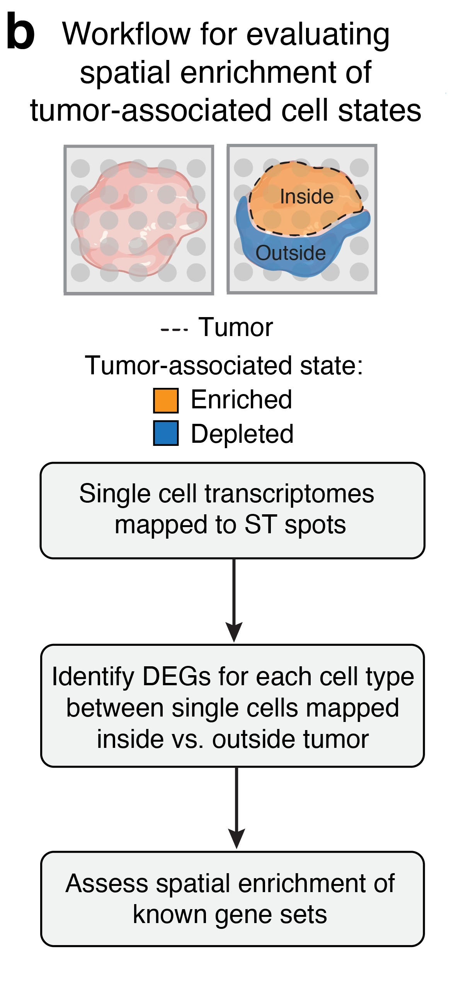 b Workflow for evaluating
spatial enrichment of
tumor-associated cell states
Inside
Outside
Tumor
Tumor-associated state:
Enriched
Depleted
Single cell transcriptomes
mapped to ST spots
Identify DEGs for each cell type
between single cells mapped
inside vs. outside tumor
Assess spatial enrichment of
known gene sets